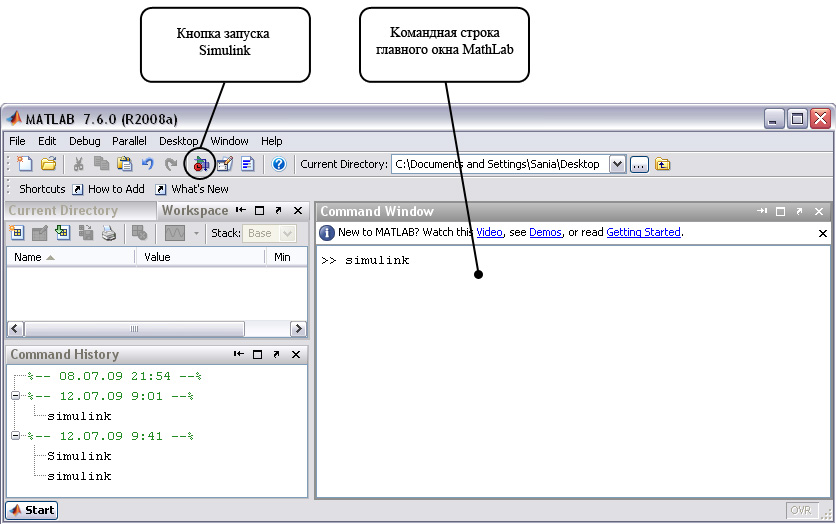 Кнопка запуска
Simulink
Командная строка
главного окна MathLab
MATLAB 7.6.0 (R2008a)
File Edit Debug Parallel Desktop Window Help
Current Directory: C:\Documents and Settings\Sania\Desktop ...
Shortcuts How to Add What's New
Current Directory Workspace
Stack: Base
Name Value Min
Command History
%-- 08.07.09 21:54 --%
%-- 12.07.09 9:01 --%
simulink
%-- 12.07.09 9:41 --%
Simulink
simulink
Command Window
New to MATLAB? Watch this Video, see Demos, or read Getting Started.
>> simulink
Start
OVR